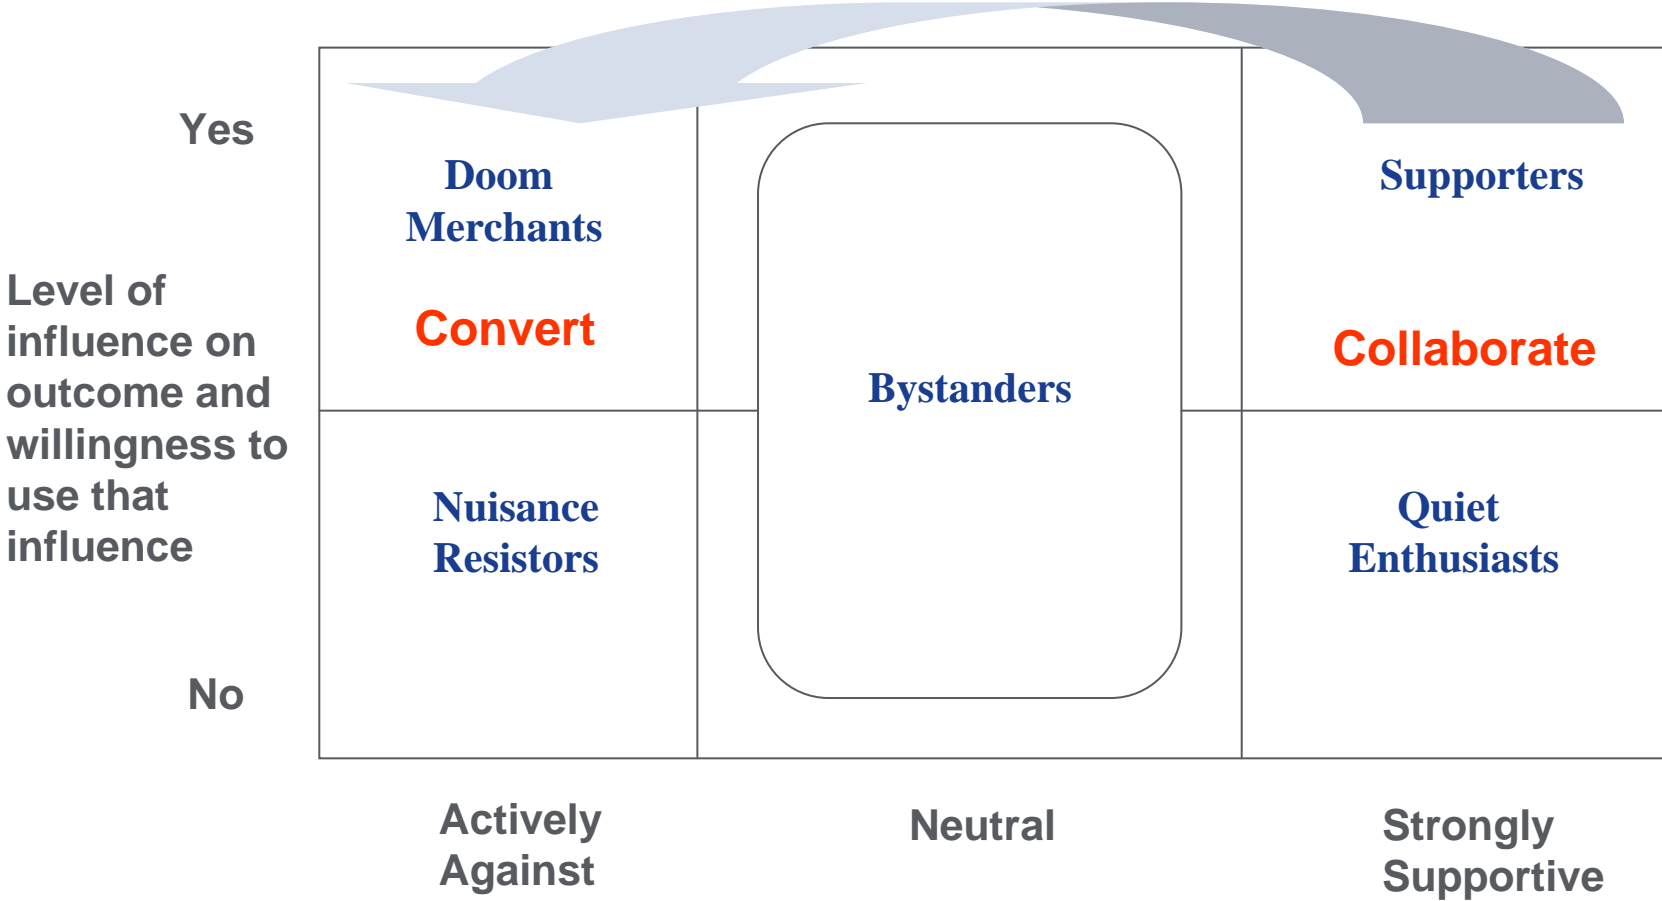 Yes
Doom
Merchants
Supporters
Level of
influence on
outcome and
willingness to
use that
influence
Convert
Collaborate
Bystanders
Nuisance
Resistors
Quiet
Enthusiasts
No
Actively
Against
Neutral
Strongly
Supportive